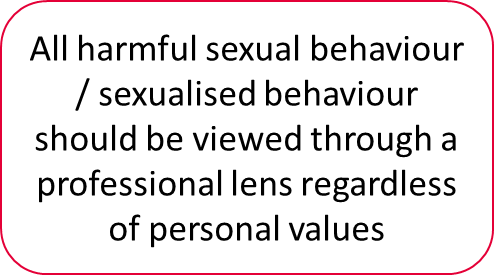 All harmful sexual behaviour
/ sexualised behaviour
should be viewed through a
professional lens regardless
of personal values